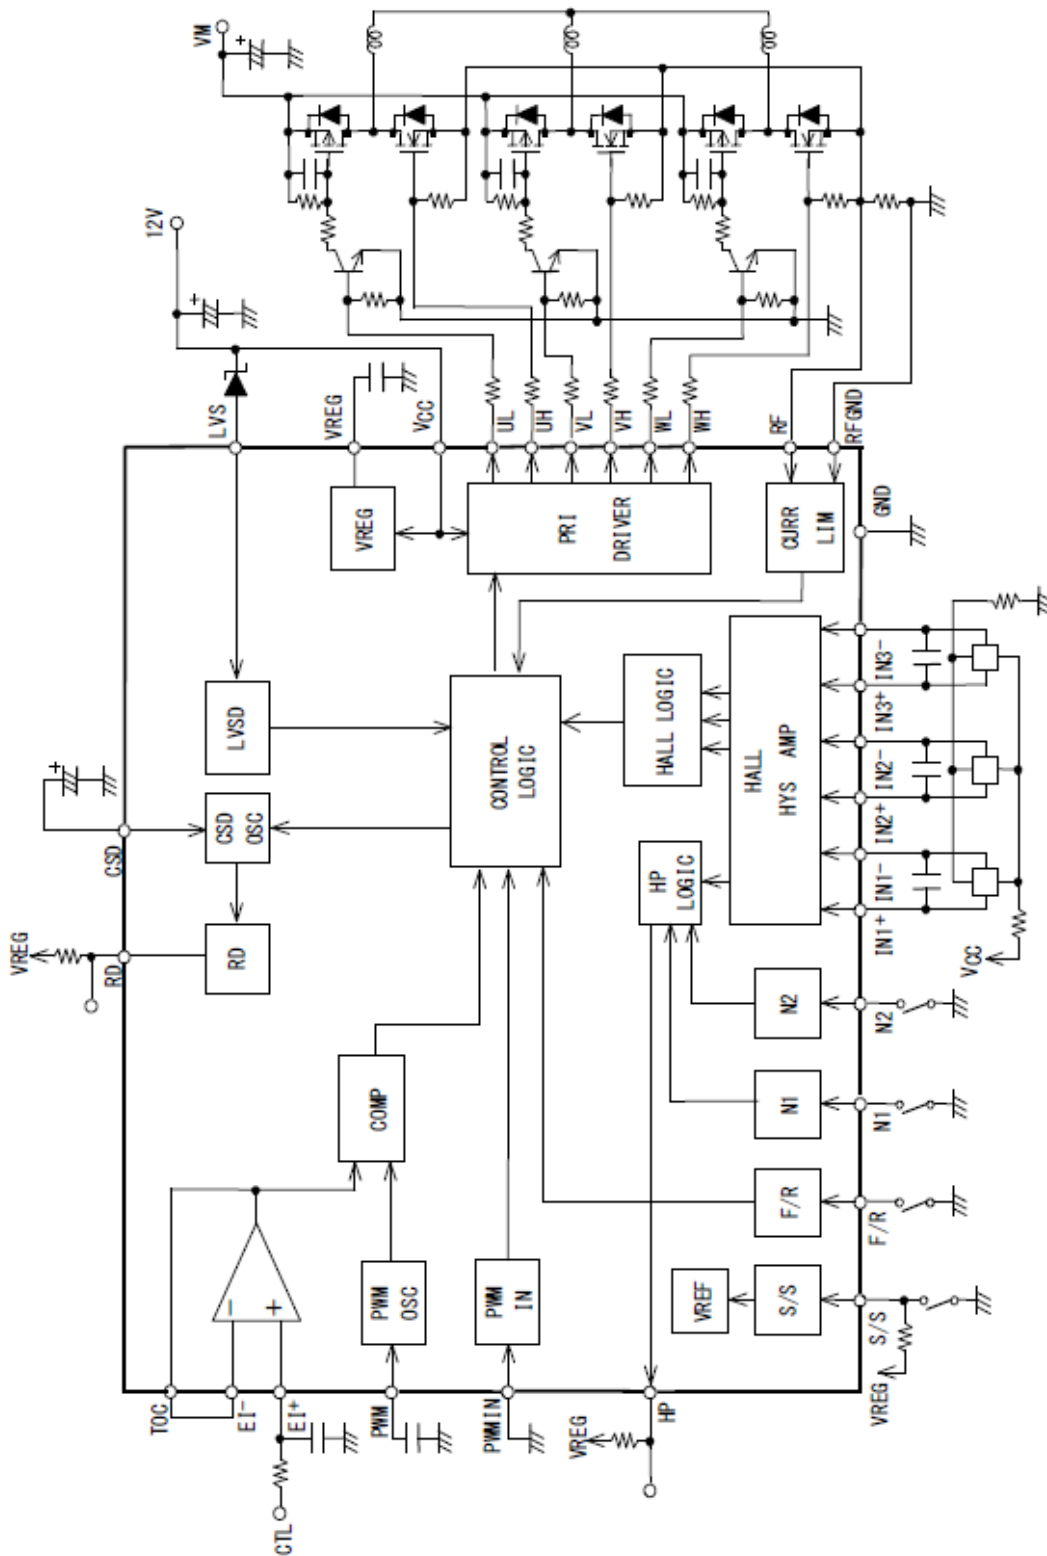 VM
+
12V
+
LVS
VREG
VCC
UL
UH
VL
VH
WL
WH
RF
RFGND
GND
VREG
PRI
DRIVER
CURR
LIM
LVSD
CSD
OSC
RD
CONTROL
LOGIC
HALL LOGIC
HALL
HYS AMP
HP
LOGIC
+
CSD
VREG
RD
IN3-
IN3+
IN2-
IN2+
IN1-
IN1+
VCC
COMP
N2
N1
F/R
S/S
VREF
N2
N1
F/R
S/S
VREG
-
+
PWM
OSC
PWM
IN
TOC
EI-
EI+
CTL
PWM
PWMIN
VREG
HP